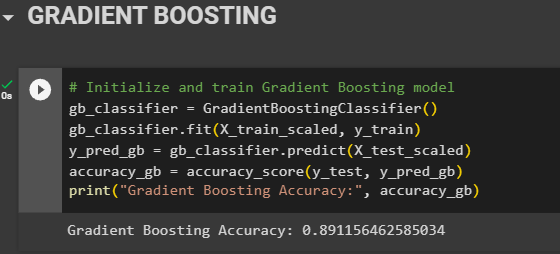 GRADIENT BOOSTING
0s
# Initialize and train Gradient Boosting model
gb_classifier = GradientBoostingClassifier()
gb_classifier.fit(X_train_scaled, y_train)
y_pred_gb = gb_classifier.predict(X_test_scaled)
accuracy_gb = accuracy_score(y_test, y_pred_gb)
print("Gradient Boosting Accuracy:", accuracy_gb)
Gradient Boosting Accuracy: 0.891156462585034